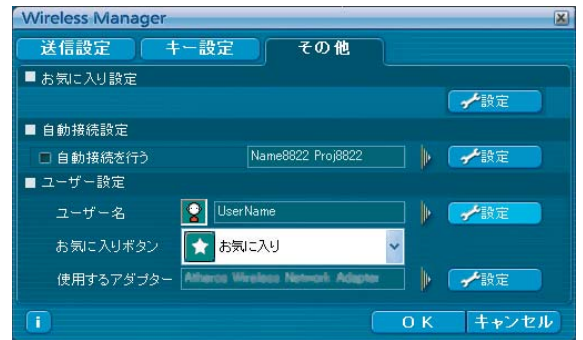 Wireless Manager
送信設定 キー設定 その他
お気に入り設定
設定
自動接続設定
自動接続を行う Name8822 Proj8822 設定
ユーザー設定
ユーザー名 UserName 設定
お気に入りボタン お気に入り
使用するアダプター Atheros Wireless Network Adapter 設定
i OK キャンセル